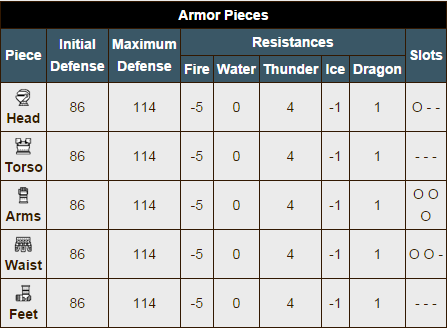 Armor Pieces
Piece Initial Defense Maximum Defense Resistances Slots
Fire Water Thunder Ice Dragon
Head 86 114 -5 0 4 -1 1 O - -
Torso 86 114 -5 0 4 -1 1 - - -
Arms 86 114 -5 0 4 -1 1 O O O
Waist 86 114 -5 0 4 -1 1 O O -
Feet 86 114 -5 0 4 -1 1 - - -